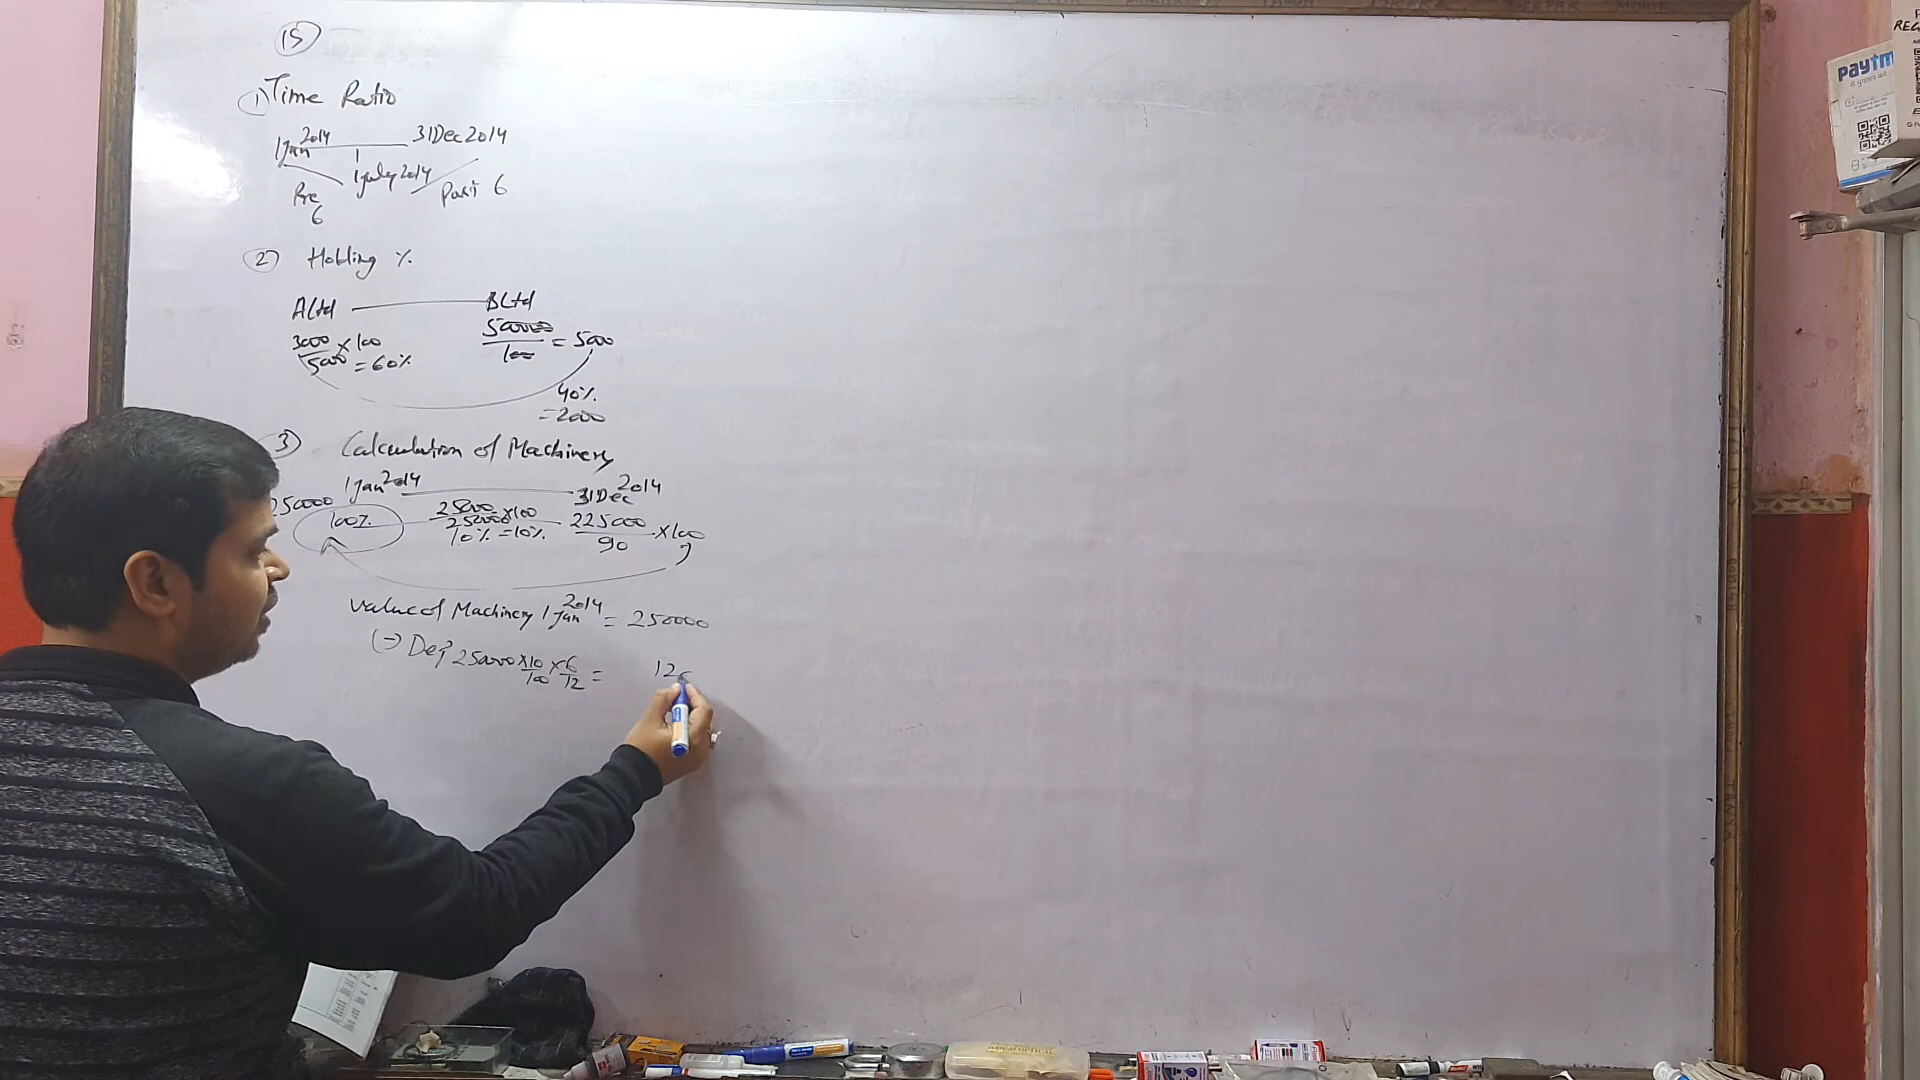 15
1) Time Ratio
1 Jan 2014 31 Dec 2014
1 July 2014
Pre 6 Post 6
2) Holding %
A Ltd B Ltd
3000/5000 × 100 = 60% 500000/100 = 5000
40%
= 2000
3) Calculation of Machinery
1 Jan 2014 31 Dec 2014
250000 100% 25000/250000 × 100 = 10% 225000/90 × 100
10%
Value of Machinery 1 Jan 2014 = 250000
(-) Dep 250000 × 10/100 × 6/12 = 12
paytm